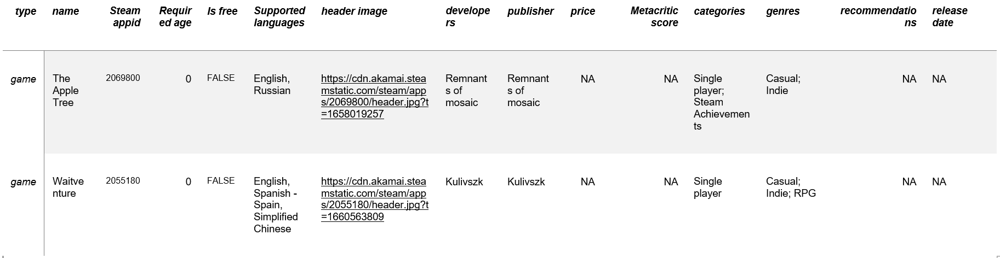 type name Steam appid Required age Is free Supported languages header image developers publisher price Metacritic score categories genres recommendations release date
game The Apple Tree 2069800 0 FALSE English, Russian https://cdn.akamai.steamstatic.com/steam/apps/2069800/header.jpg?t=1658019257 Remnants of mosaic Remnants of mosaic NA NA Single player; Steam Achievements Casual; Indie NA NA
game Waitventure 2055180 0 FALSE English, Spanish - Spain, Simplified Chinese https://cdn.akamai.steamstatic.com/steam/apps/2055180/header.jpg?t=1660563809 Kulivszk Kulivszk NA NA Single player Casual; Indie; RPG NA NA